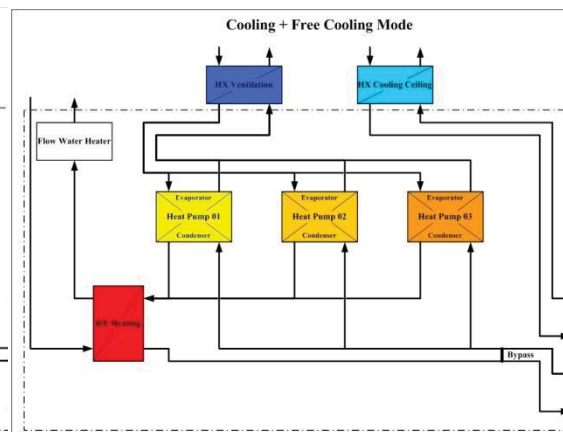 Cooling + Free Cooling Mode
HX Ventilation
HX Cooling Ceiling
Flow Water Heater
Evaporator
Heat Pump 01
Condenser
Evaporator
Heat Pump 02
Condenser
Evaporator
Heat Pump 03
Condenser
HX Heating
Bypass